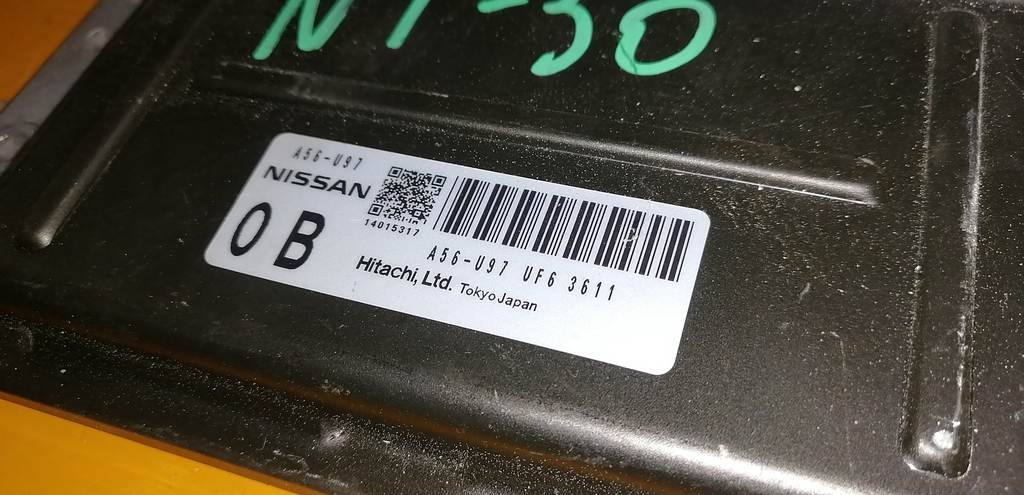 NT-30
A56-U97
NISSAN
14015317
0B
A56-U97 UF6 3611
Hitachi, Ltd. Tokyo Japan